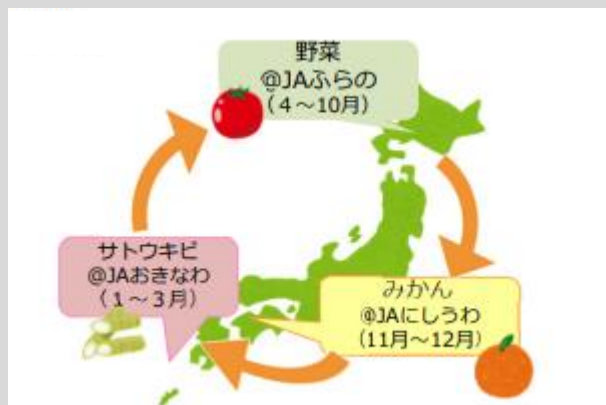 野菜
@JAふらの
(4～10月)
サトウキビ
@JAおきなわ
(1～3月)
みかん
@JAにしうわ
(11月～12月)